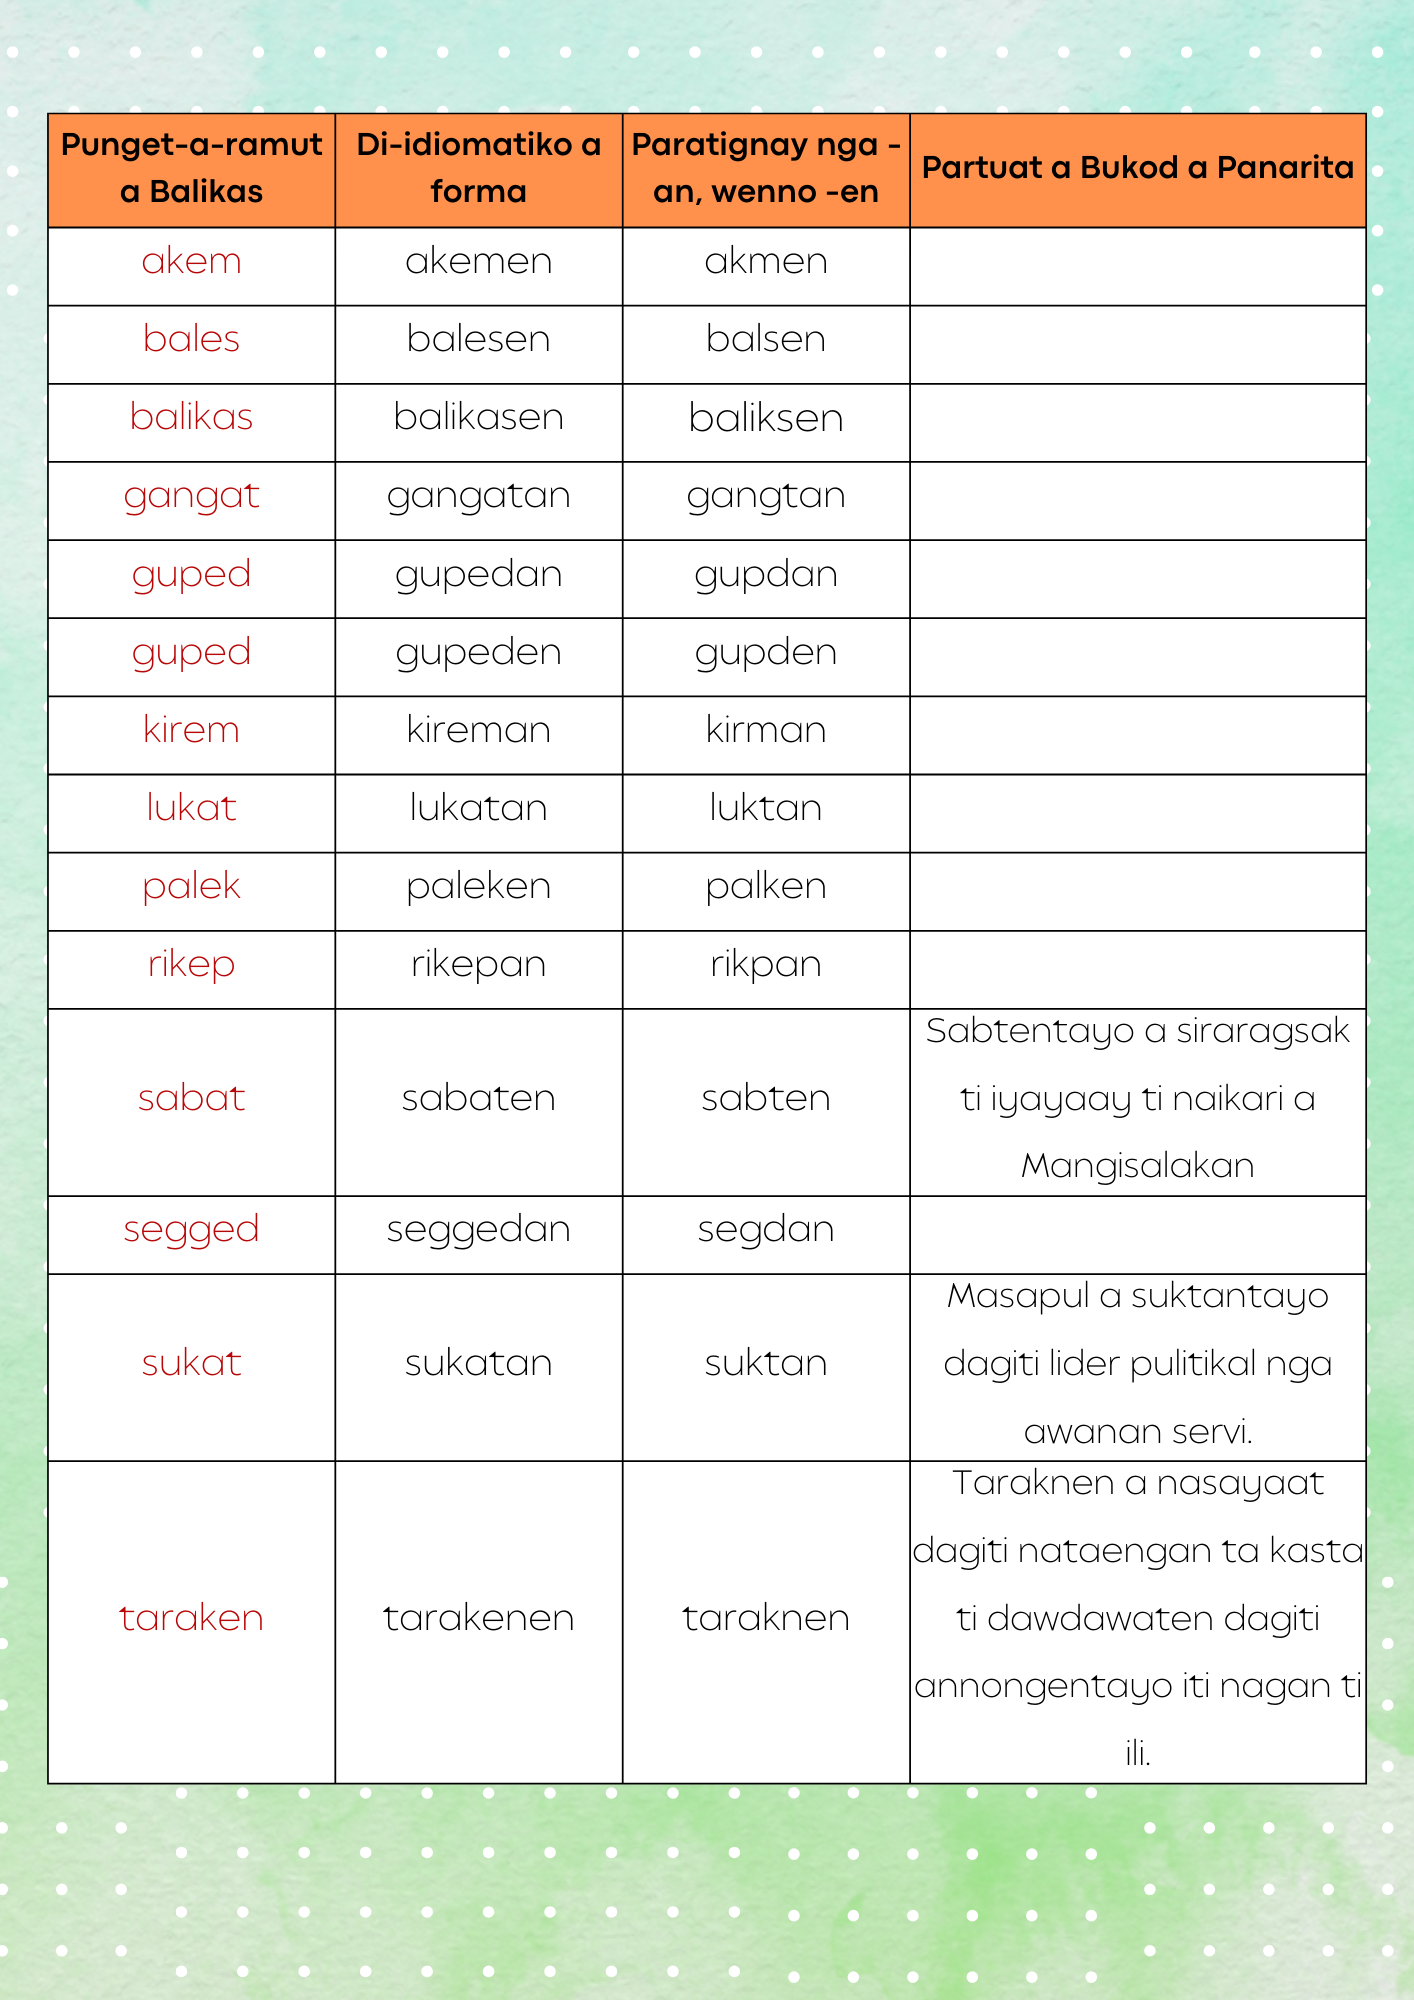 Punget-a-ramut
a Balikas
Di-idiomatiko a
forma
Paratignay nga -
an, wenno -en
Partuat a Bukod a Panarita
akem
akemen
akmen
bales
balesen
balsen
balikas
balikasen
baliksen
gangat
gangatan
gangtan
guped
gupedan
gupdan
guped
gupeden
gupden
kirem
kireman
kirman
lukat
lukatan
luktan
palek
paleken
palken
rikep
rikepan
rikpan
sabat
sabaten
sabten
Sabtentayo a siraragsak
ti iyayaay ti naikari a
Mangisalakan
segged
seggedan
segdan
sukat
sukatan
suktan
Masapul a suktantayo
dagiti lider pulitikal nga
awanan servi.
taraken
tarakenen
taraknen
Taraknen a nasayaat
dagiti nataengan ta kasta
ti dawdawaten dagiti
annongentayo iti nagan ti
ili.